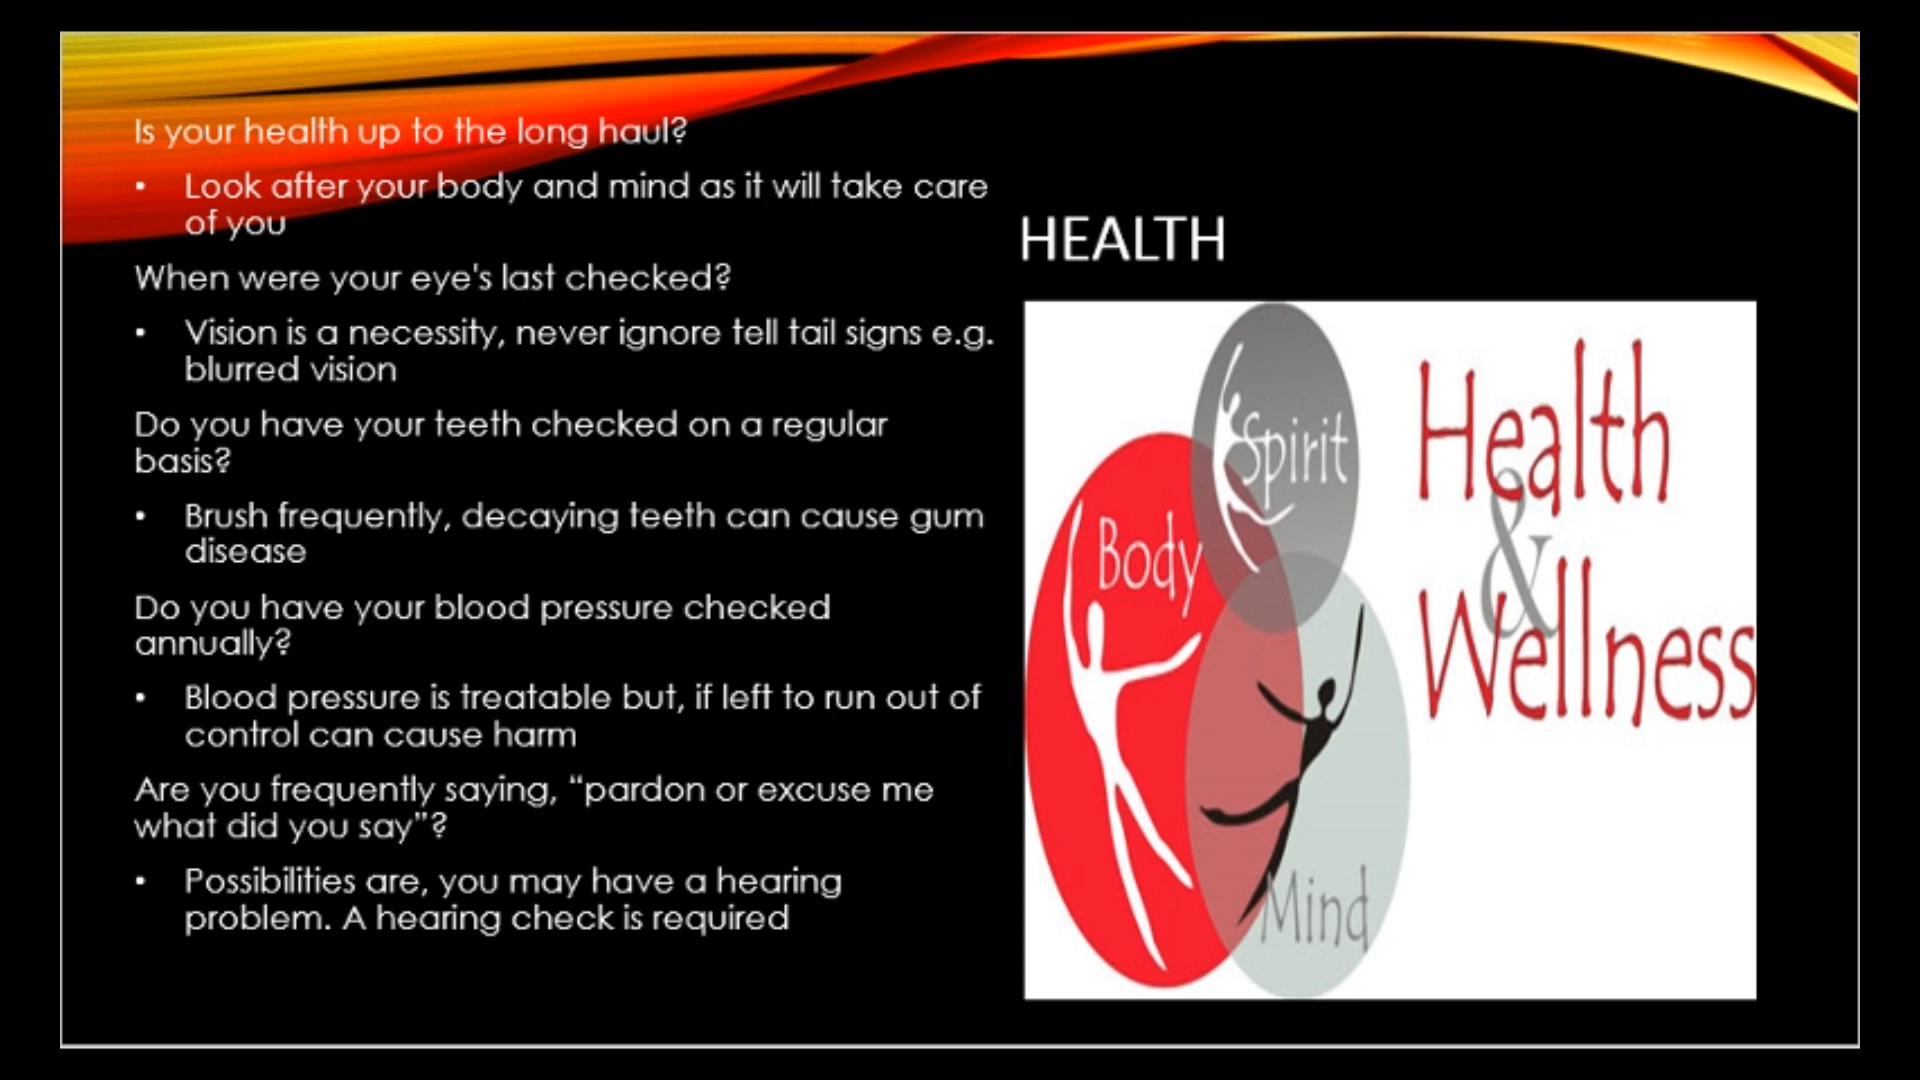 Is your health up to the long haul?
• Look after your body and mind as it will take care
of you
When were your eye's last checked?
• Vision is a necessity, never ignore tell tail signs e.g.
blurred vision
Do you have your teeth checked on a regular
basis?
• Brush frequently, decaying teeth can cause gum
disease
Do you have your blood pressure checked
annually?
• Blood pressure is treatable but, if left to run out of
control can cause harm
Are you frequently saying, “pardon or excuse me
what did you say”?
• Possibilities are, you may have a hearing
problem. A hearing check is required
HEALTH
Spirit
Body
Mind
Health
&
Wellness